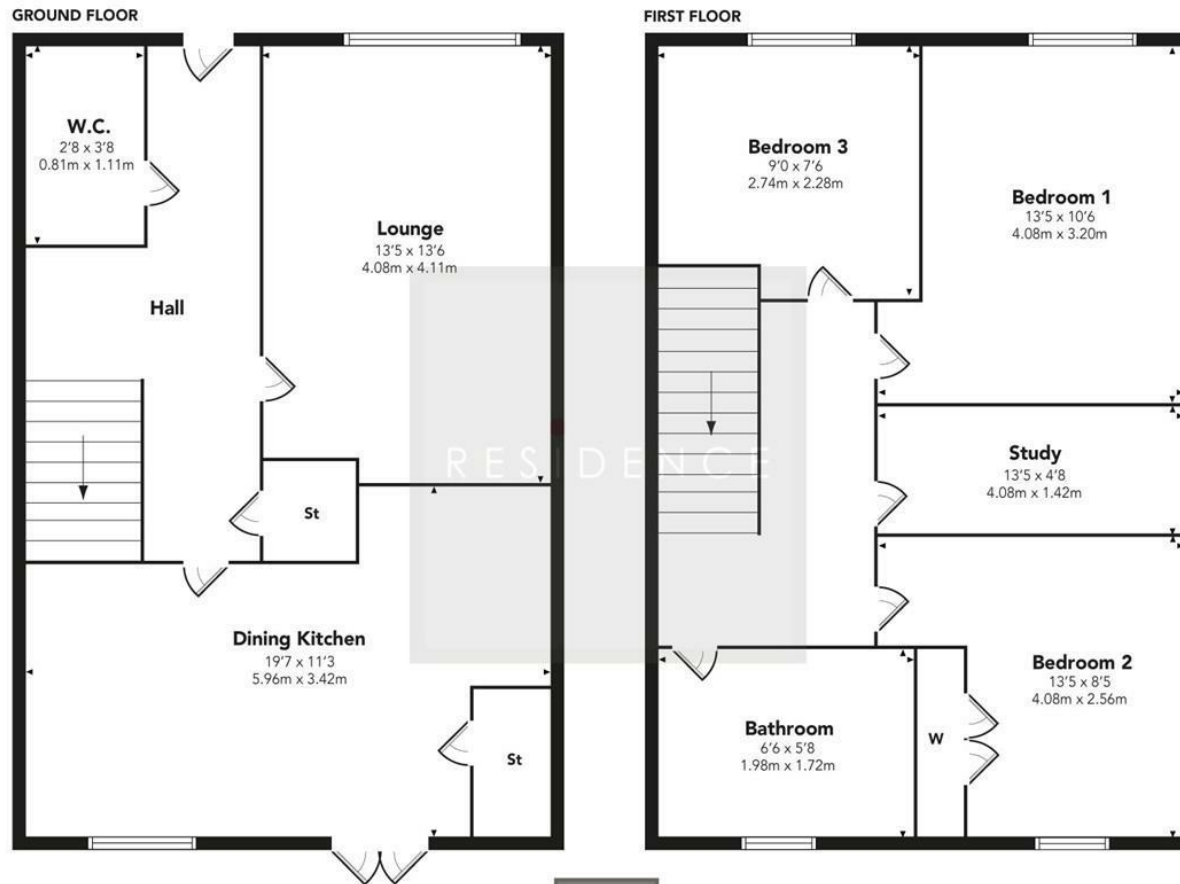 GROUND FLOOR
W.C.
2'8 x 3'8
0.81m x 1.11m
Lounge
13'5 x 13'6
4.08m x 4.11m
Hall
St
Dining Kitchen
19'7 x 11'3
5.96m x 3.42m
St
FIRST FLOOR
Bedroom 3
9'0 x 7'6
2.74m x 2.28m
Bedroom 1
13'5 x 10'6
4.08m x 3.20m
Study
13'5 x 4'8
4.08m x 1.42m
Bedroom 2
13'5 x 8'5
4.08m x 2.56m
Bathroom
6'6 x 5'8
1.98m x 1.72m
W
RESIDENCE